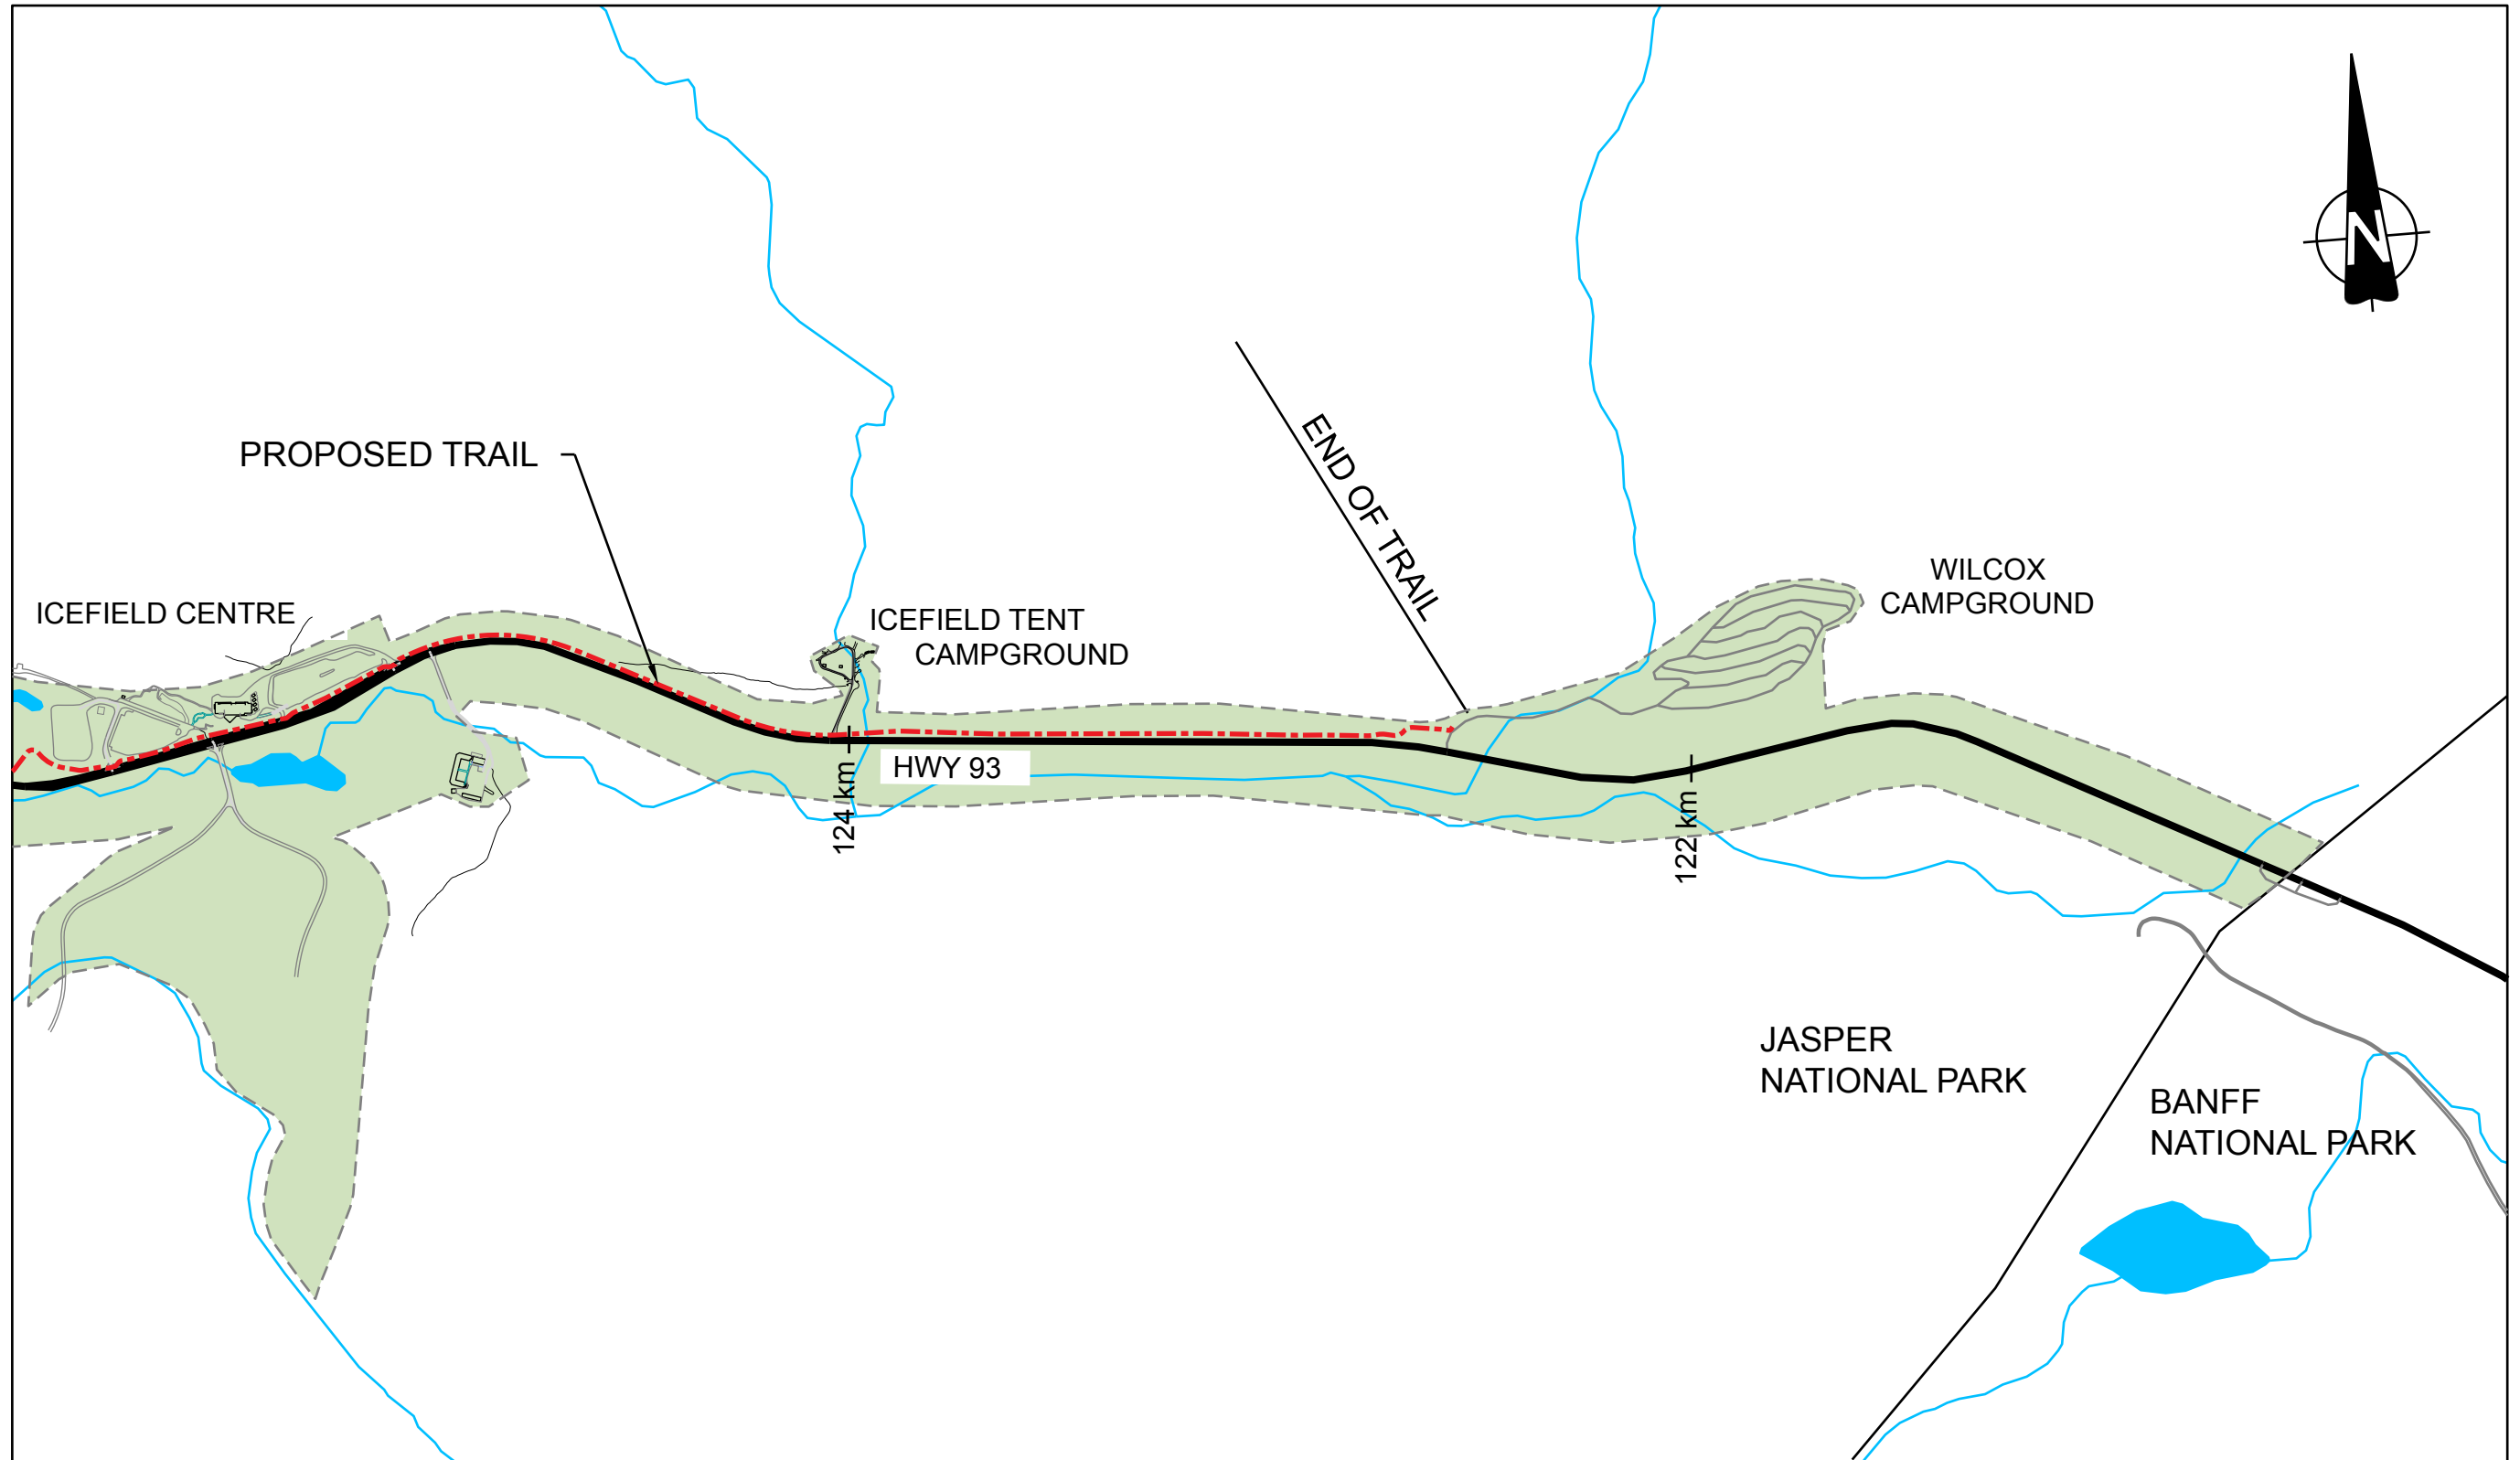 N
PROPOSED TRAIL
END OF TRAIL
ICEFIELD CENTRE
ICEFIELD TENT
CAMPGROUND
WILCOX
CAMPGROUND
HWY 93
124 km
122 km
JASPER
NATIONAL PARK
BANFF
NATIONAL PARK